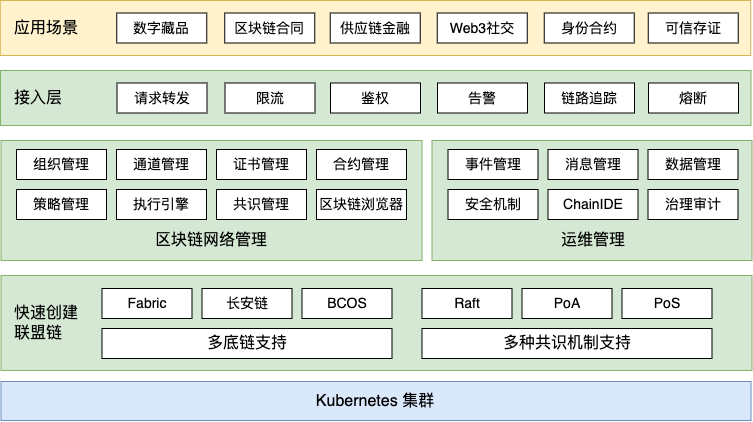 应用场景
数字藏品
区块链合同
供应链金融
Web3社交
身份合约
可信存证
接入层
请求转发
限流
鉴权
告警
链路追踪
熔断
组织管理
通道管理
证书管理
合约管理
策略管理
执行引擎
共识管理
区块链浏览器
区块链网络管理
事件管理
消息管理
数据管理
安全机制
ChainIDE
治理审计
运维管理
快速创建
联盟链
Fabric
长安链
BCOS
多底链支持
Raft
PoA
PoS
多种共识机制支持
Kubernetes 集群